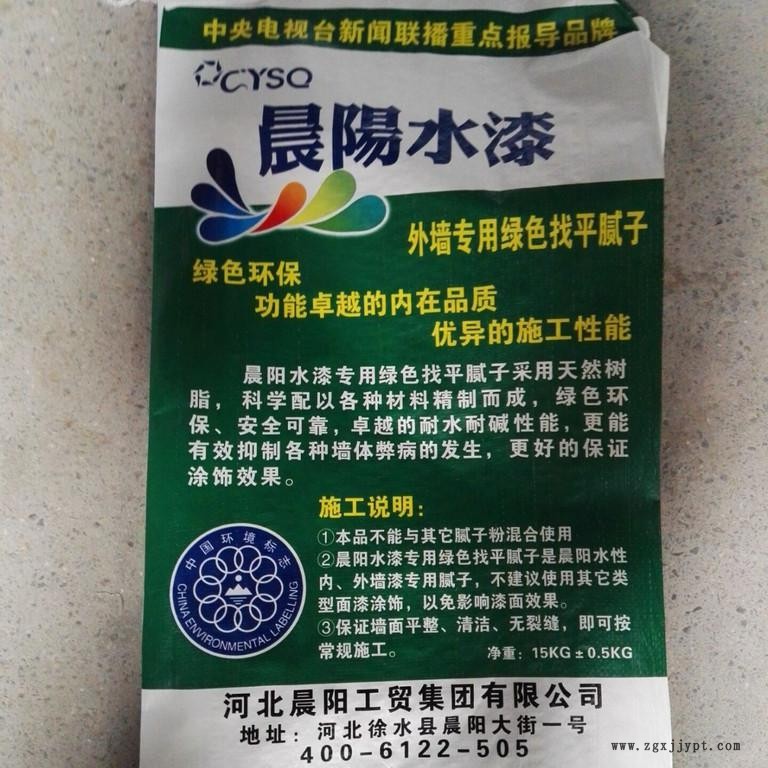 中央电视台新闻联播重点报导品牌
CYSQ
晨陽水漆
外墙专用绿色找平腻子
绿色环保
功能卓越的内在品质
优异的施工性能
晨阳水漆专用绿色找平腻子采用天然树
脂，科学配以各种材料精制而成，绿色环
保、安全可靠，卓越的耐水耐碱性能，更能
有效抑制各种墙体弊病的发生，更好的保证
涂饰效果。
施工说明：
①本品不能与其它腻子粉混合使用
②晨阳水漆专用绿色找平腻子是晨阳水性
内、外墙漆专用腻子，不建议使用其它类
型面漆涂饰，以免影响漆面效果。
③保证墙面平整、清洁、无裂缝，即可按
常规施工。
净重：15KG±0.5KG
中国环境标志
CHINA ENVIRONMENTAL LABELLING
河北晨阳工贸集团有限公司
地址：河北徐水县晨阳大街一号
400-6122-505
www.zgxjjypt.com